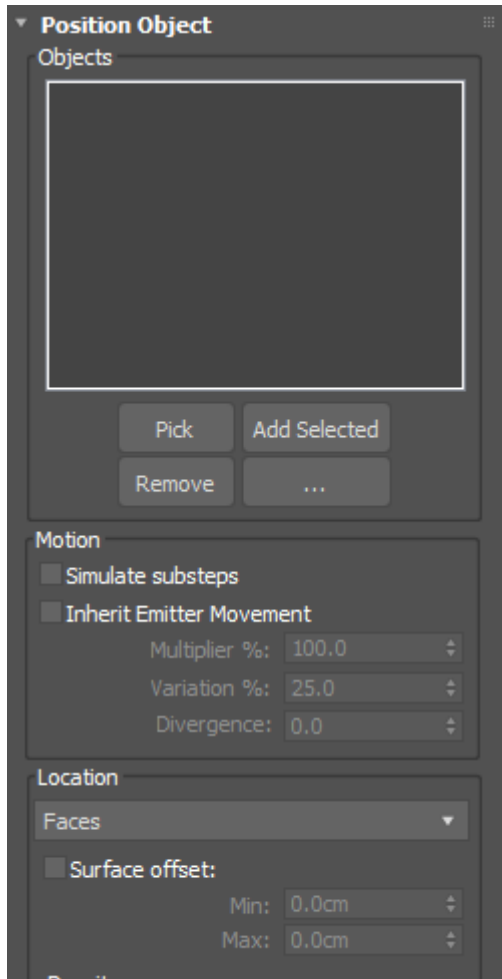 Position Object
Objects
Pick Add Selected
Remove ...
Motion
Simulate substeps
Inherit Emitter Movement
Multiplier %: 100.0
Variation %: 25.0
Divergence: 0.0
Location
Faces
Surface offset:
Min: 0.0cm
Max: 0.0cm